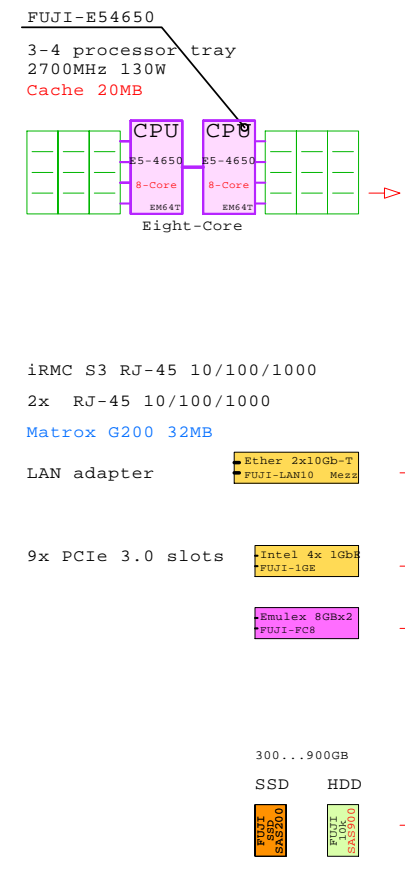 FUJI-E54650
3-4 processor tray
2700MHz 130W
Cache 20MB
CPU CPU
E5-4650 E5-4650
8-Core 8-Core
EM64T EM64T
Eight-Core
iRMC S3 RJ-45 10/100/1000
2x RJ-45 10/100/1000
Matrox G200 32MB
LAN adapter
Ether 2x10Gb-T
FUJI-LAN10 Mezz
9x PCIe 3.0 slots
Intel 4x 1GbE
FUJI-1GE
Emulex 8GBx2
FUJI-FC8
300...900GB
SSD HDD
FUJI
SSD
SAS200
FUJI
10k
SAS900